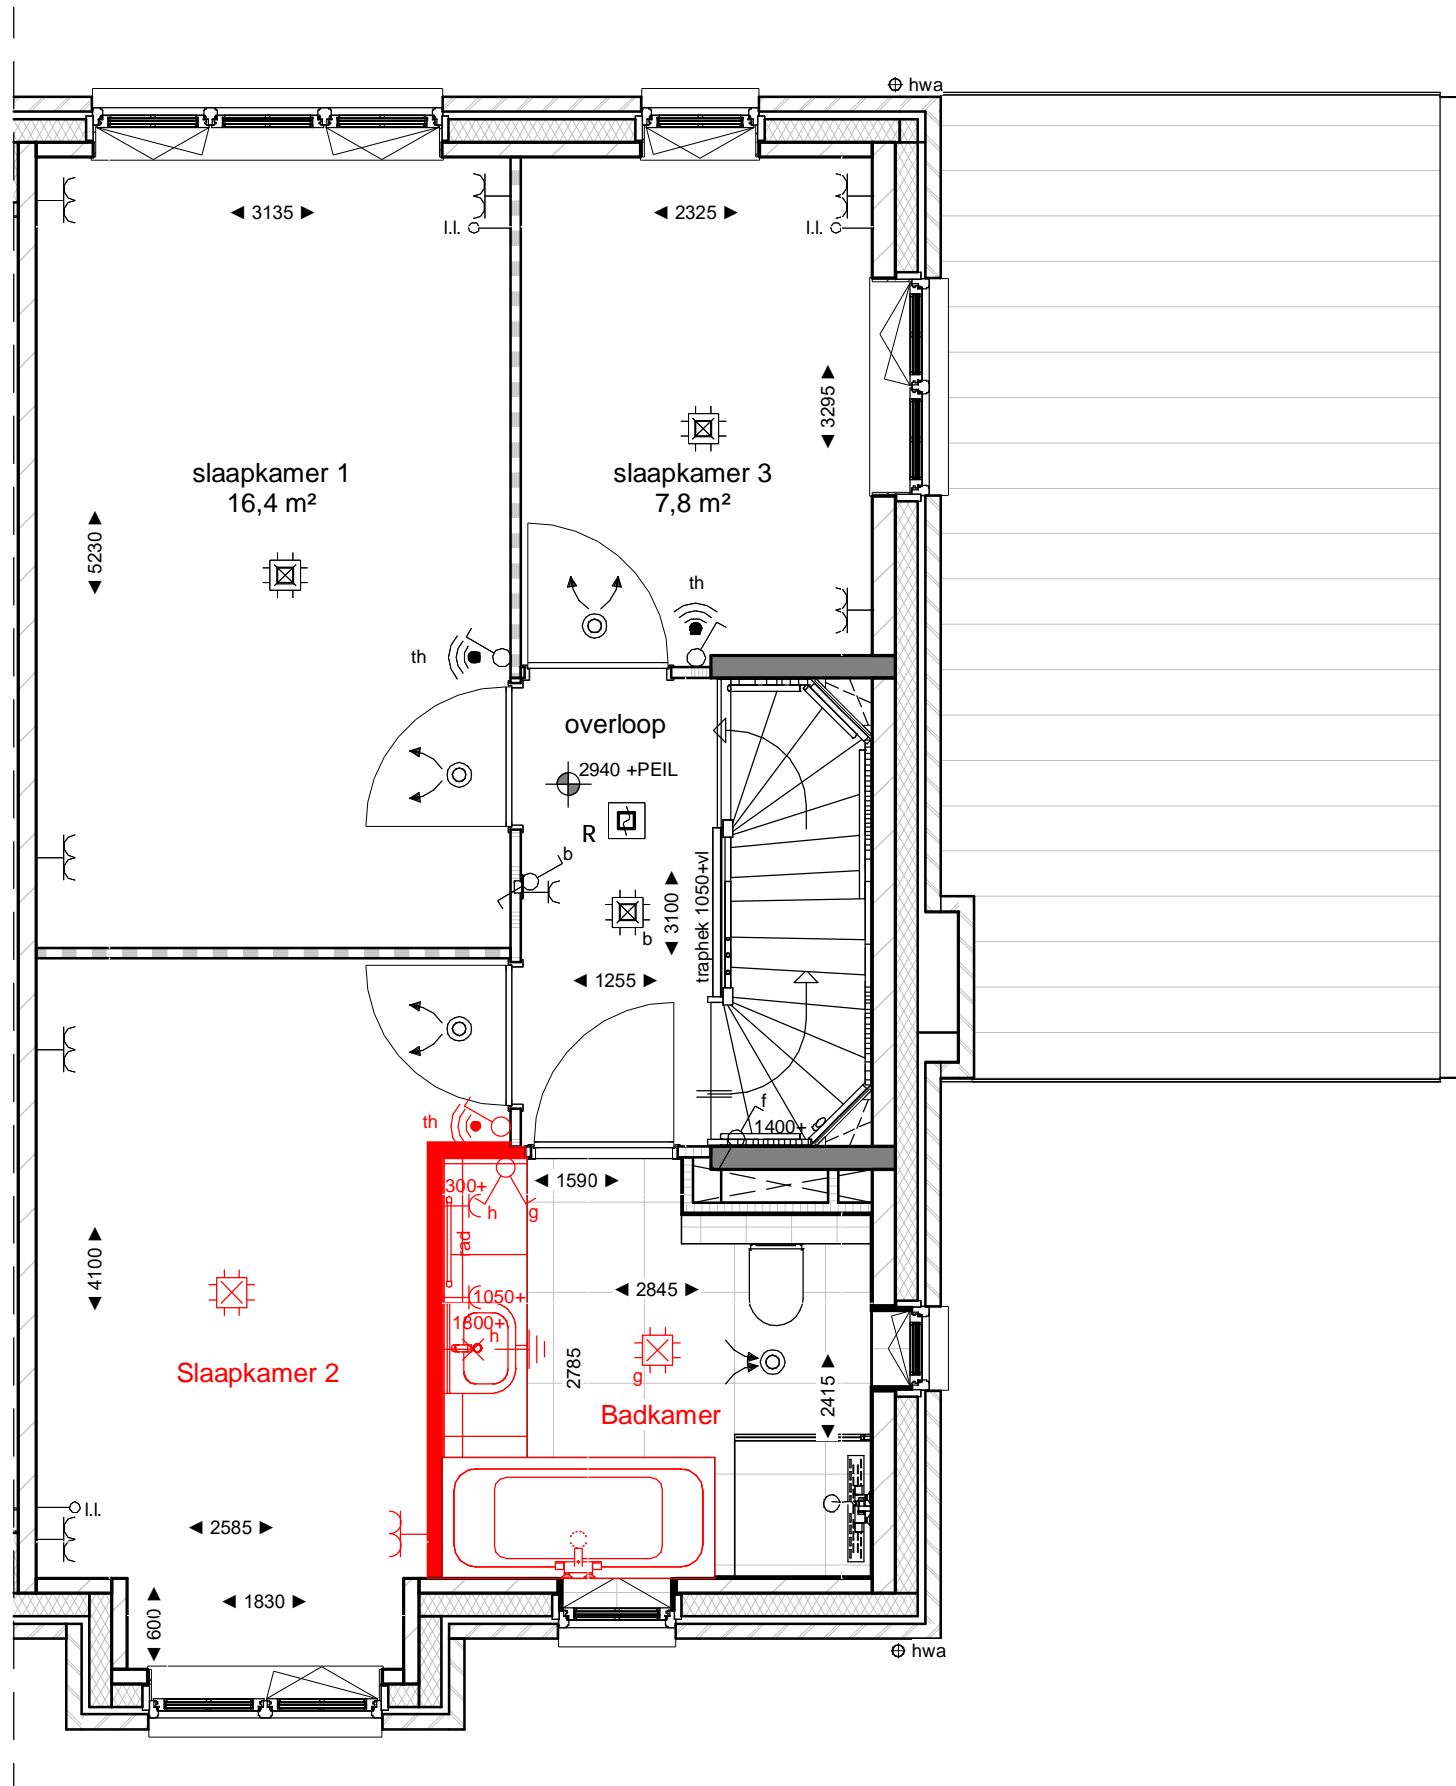 hwa
3135
2325
l.l.
l.l.
3295
slaapkamer 1
16,4 m²
slaapkamer 3
7,8 m²
5230
th
th
overloop
2940 +PEIL
R
b
b
3100
traphek 1050+vl
1255
f
1400+
th
300+
h
g
1590
rad
4100
2845
1050+
1800+
h
2785
g
Slaapkamer 2
2415
Badkamer
l.l.
2585
1830
600
hwa